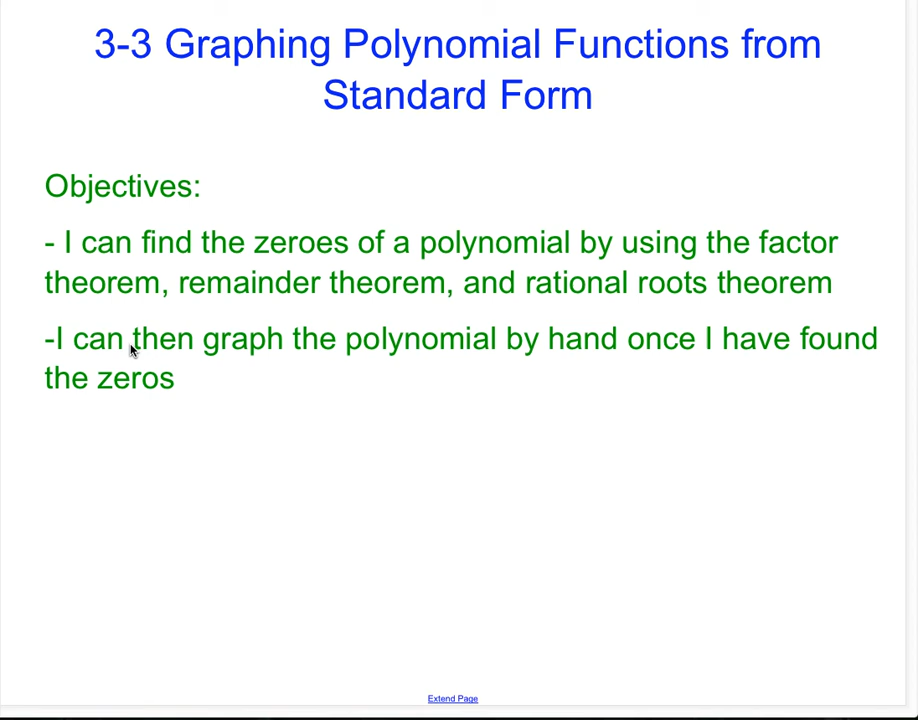 3-3 Graphing Polynomial Functions from
Standard Form
Objectives:
- I can find the zeroes of a polynomial by using the factor
theorem, remainder theorem, and rational roots theorem
-I can then graph the polynomial by hand once I have found
the zeros
Extend Page